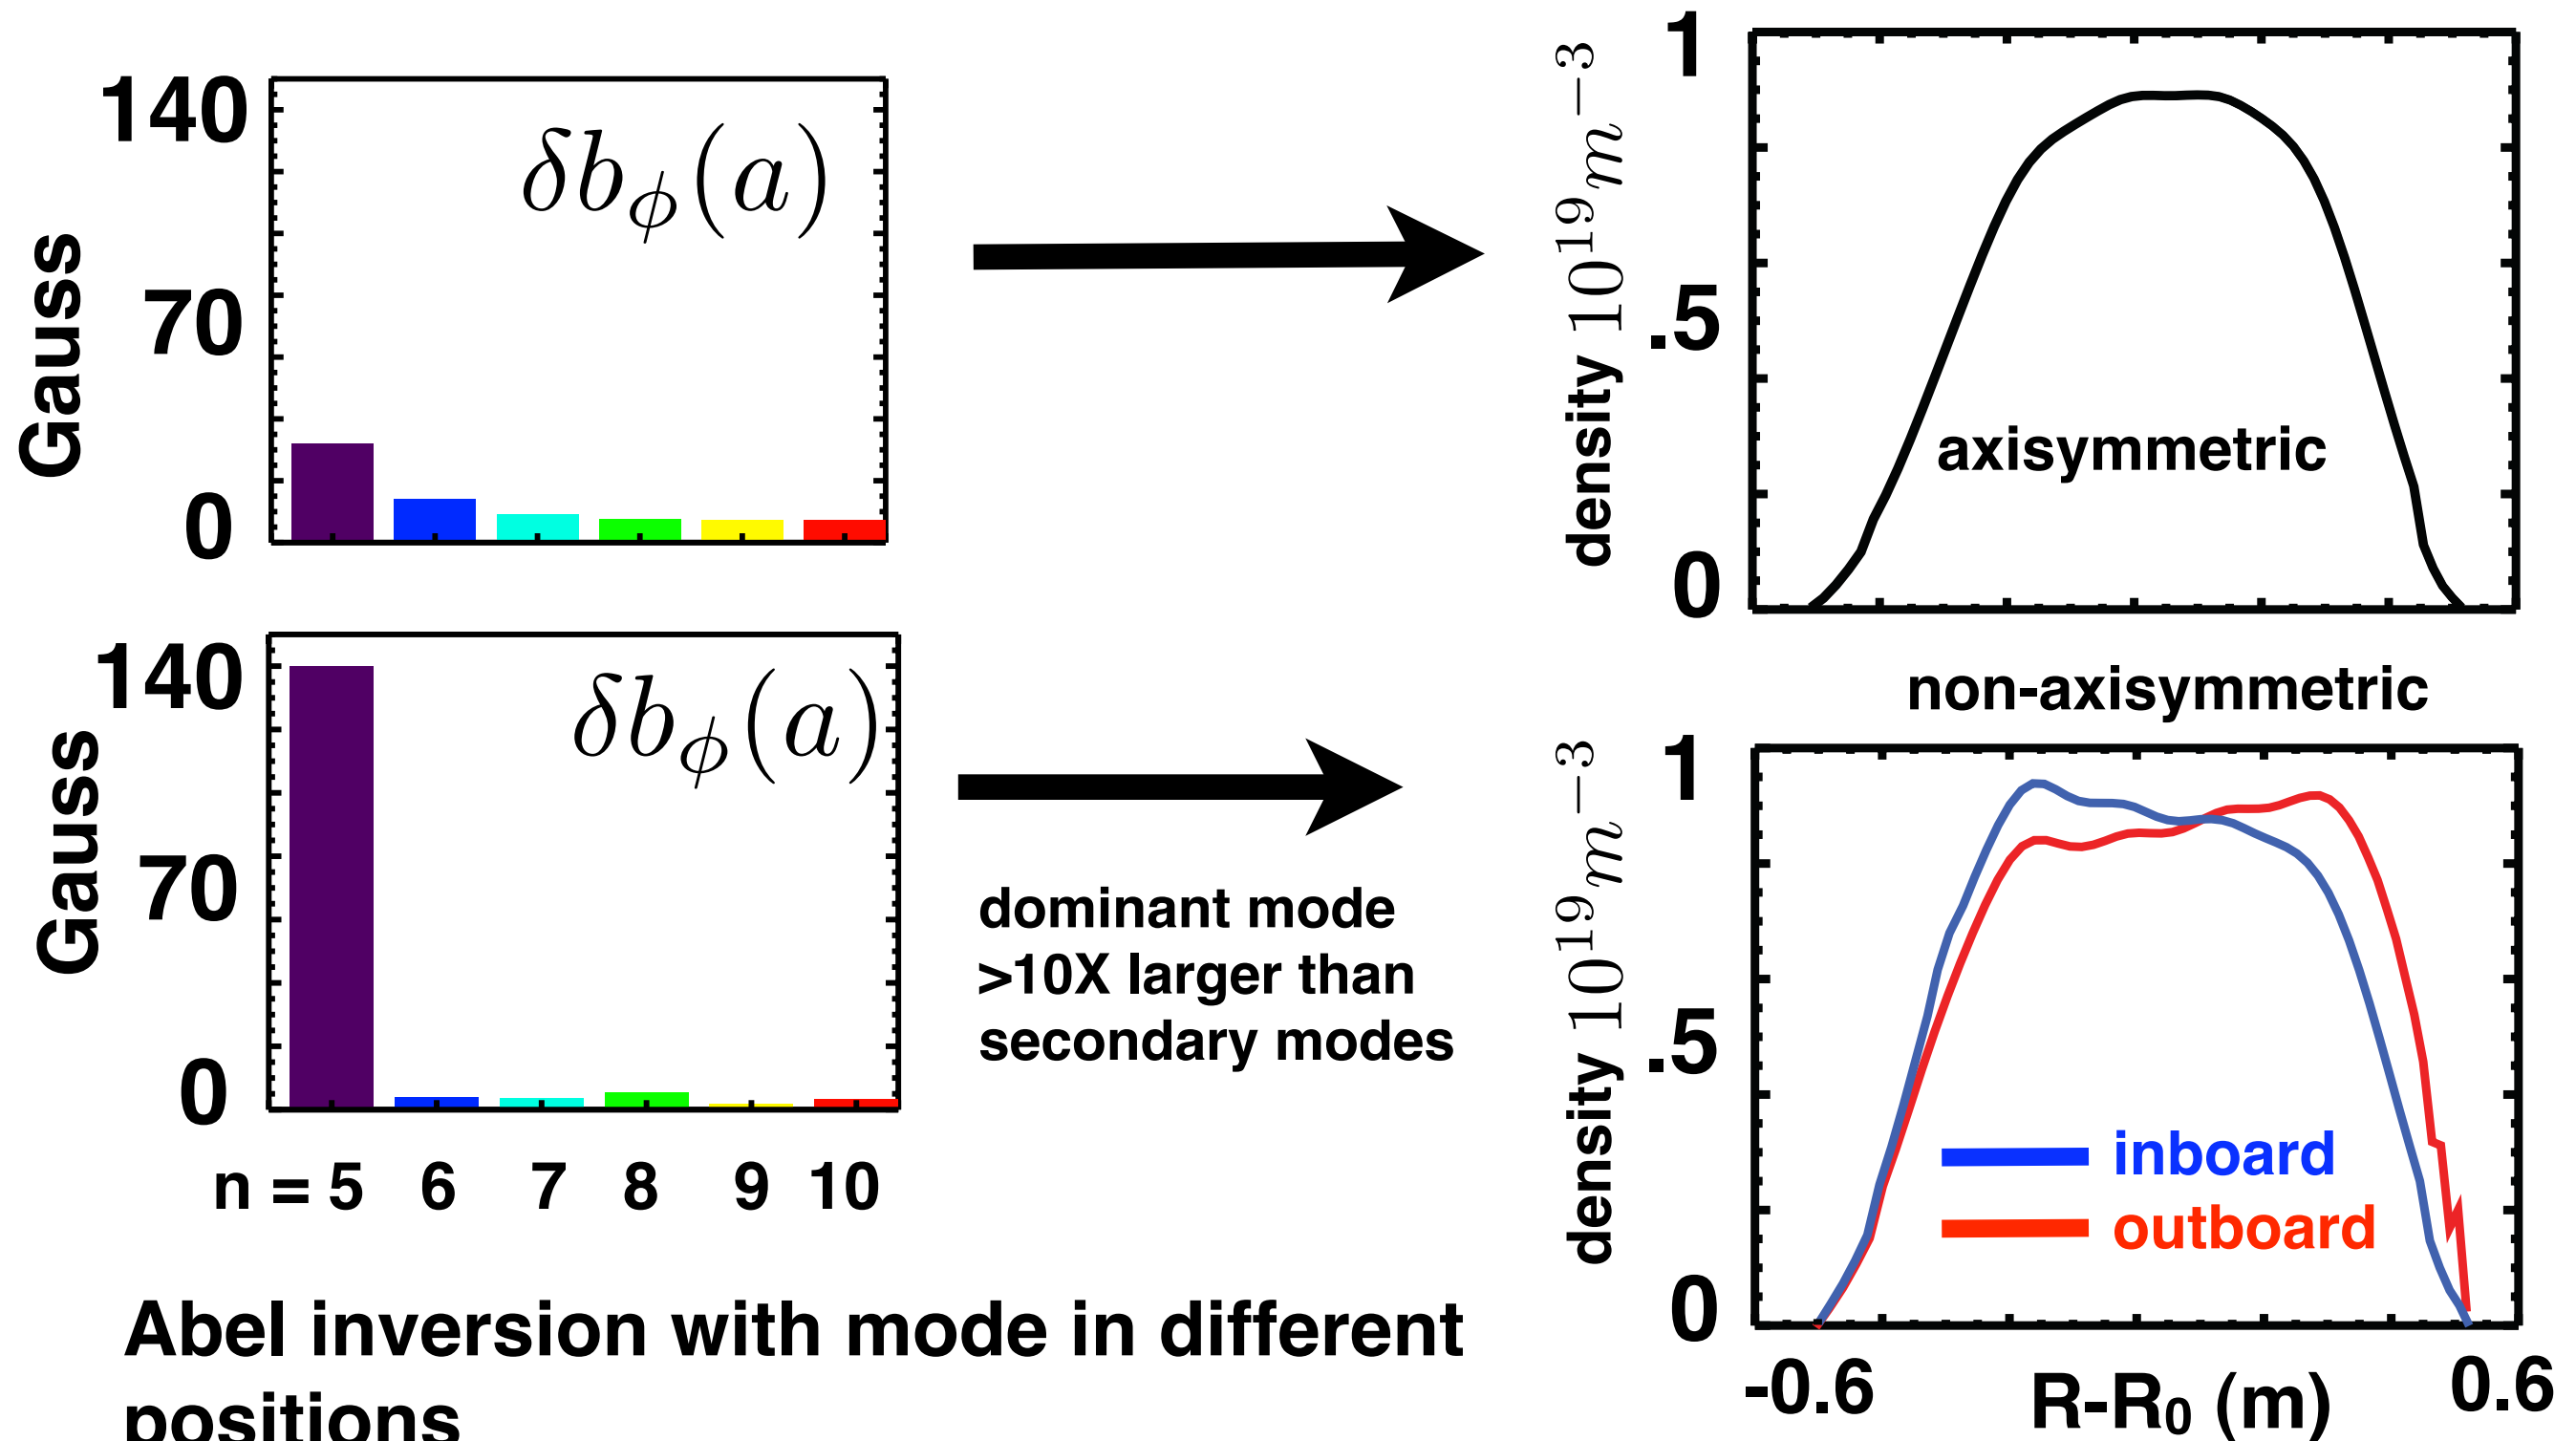 140
70
0
Gauss
δb_ϕ(a)
1
.5
0
density 10^19 m^−3
axisymmetric
140
70
0
Gauss
δb_ϕ(a)
n = 5 6 7 8 9 10
dominant mode
>10X larger than
secondary modes
non-axisymmetric
1
.5
0
density 10^19 m^−3
inboard
outboard
-0.6 R-R₀ (m) 0.6
Abel inversion with mode in different
positions